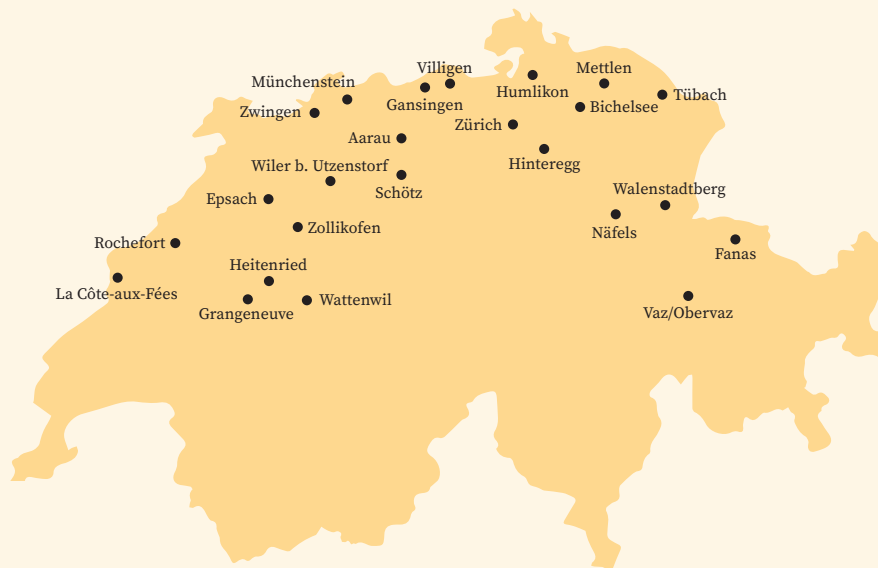 Villigen
Mettlen
Münchenstein
Humlikon
Tübach
Gansingen
Bichelsee
Zwingen
Zürich
Aarau
Hinteregg
Wiler b. Utzenstorf
Schötz
Walenstadtberg
Epsach
Zollikofen
Näfels
Rochefort
Fanas
Heitenried
La Côte-aux-Fées
Wattenwil
Grangeneuve
Vaz/Obervaz